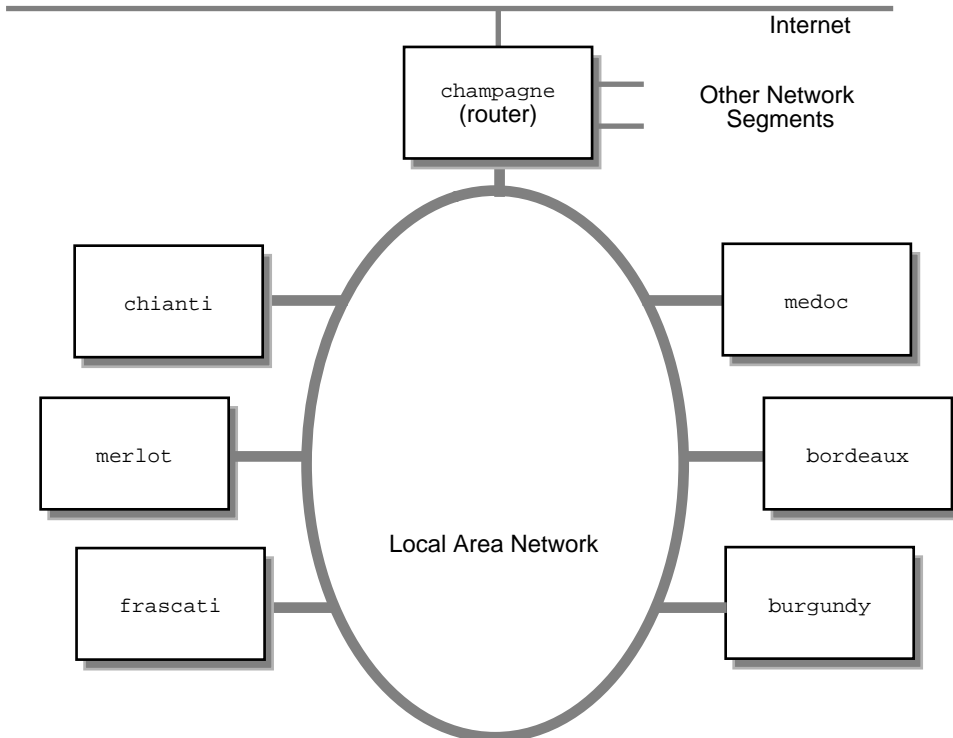 Internet
champagne
(router)
Other Network
Segments
chianti
medoc
merlot
bordeaux
Local Area Network
frascati
burgundy